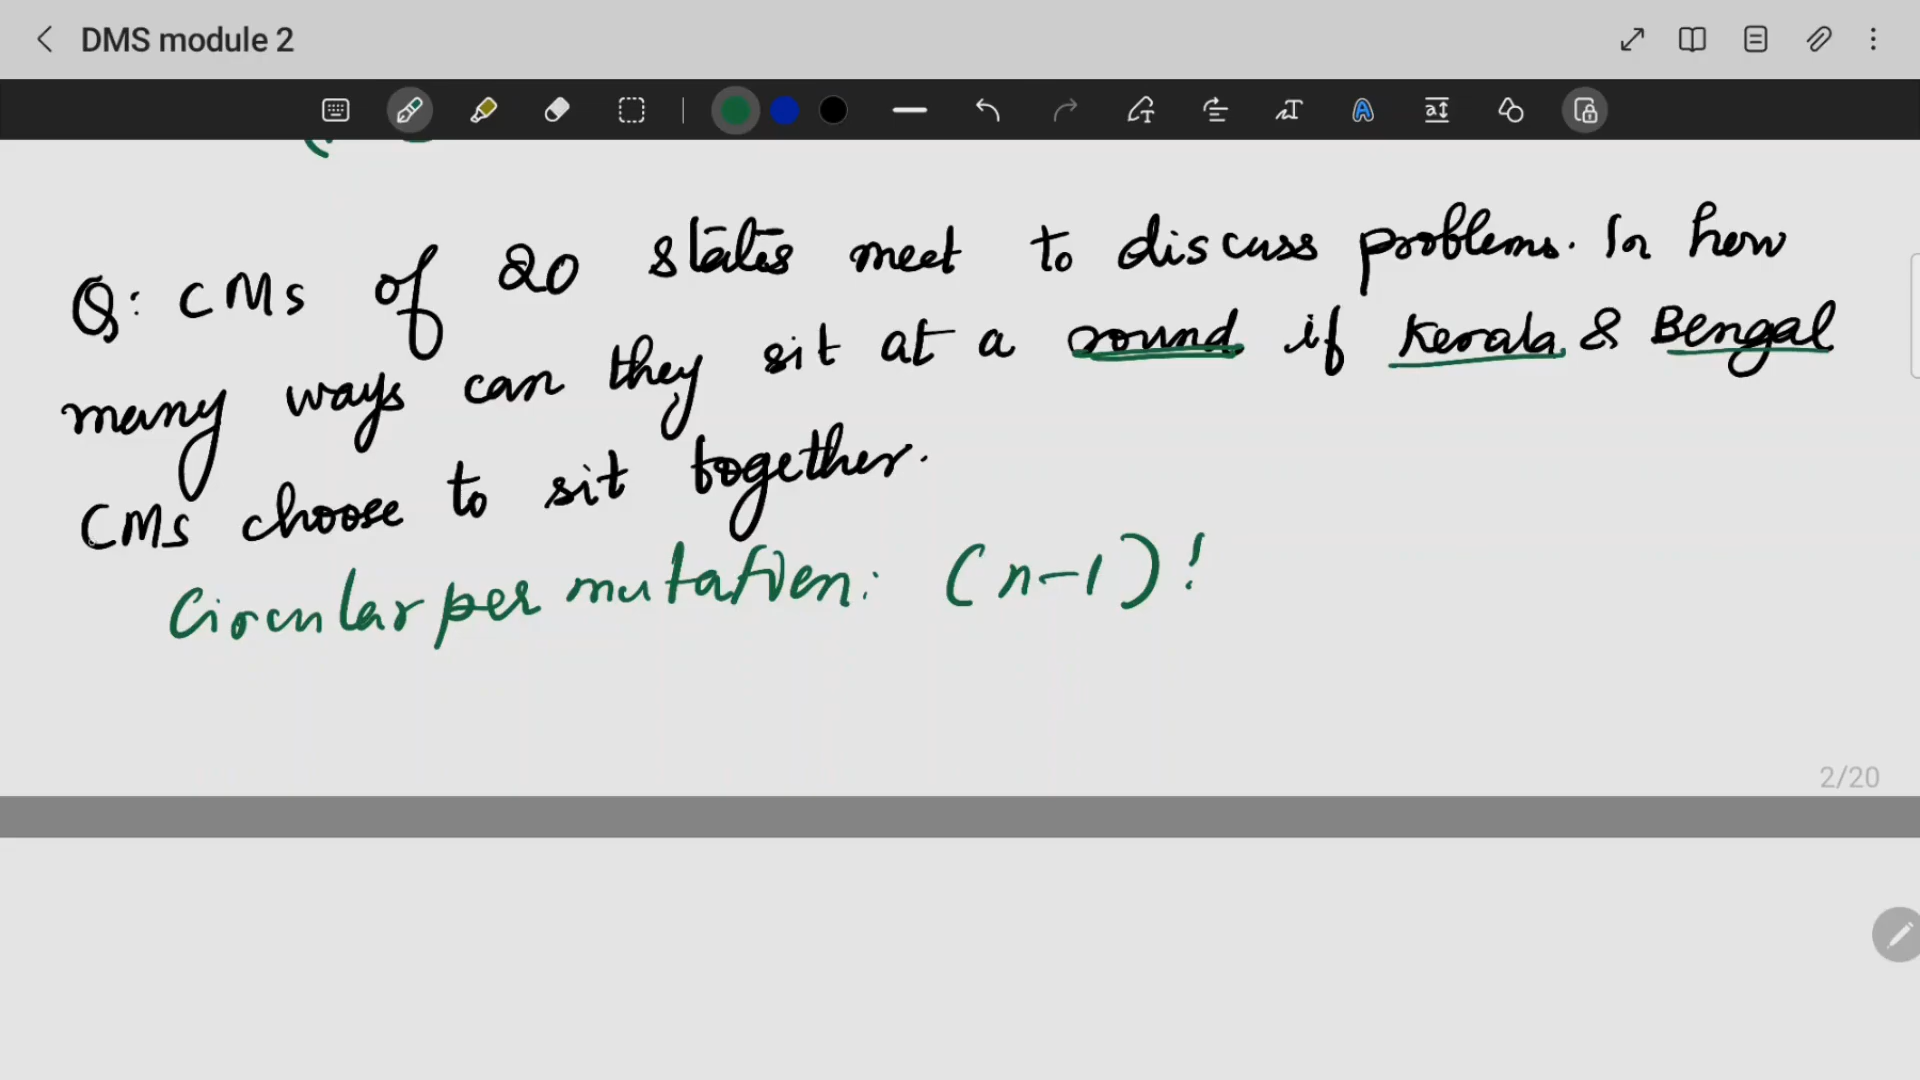 DMS module 2
Q: CMs of 20 states meet to discuss problems. In how
many ways can they sit at a round if Kerala & Bengal
CMs choose to sit together.
Circular permutation: (n-1)!
2/20